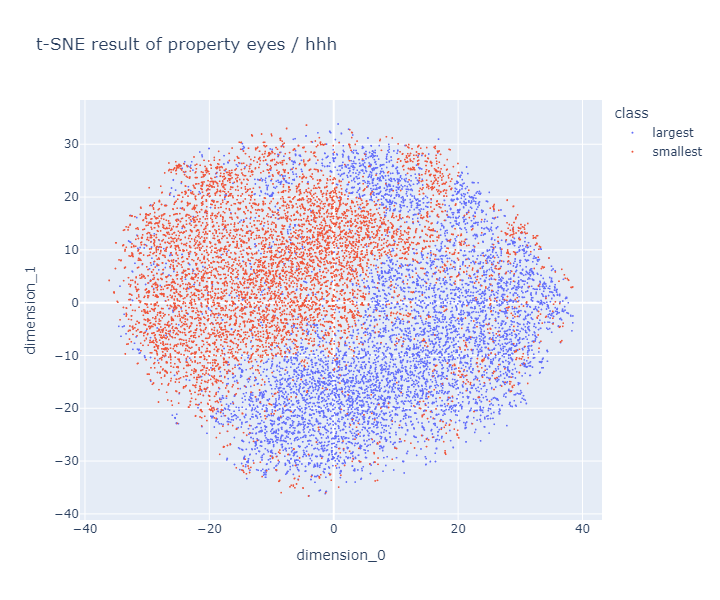 t-SNE result of property eyes / hhh
class
largest
smallest
30
20
10
0
−10
−20
−30
−40
dimension_1
−40
−20
0
20
40
dimension_0